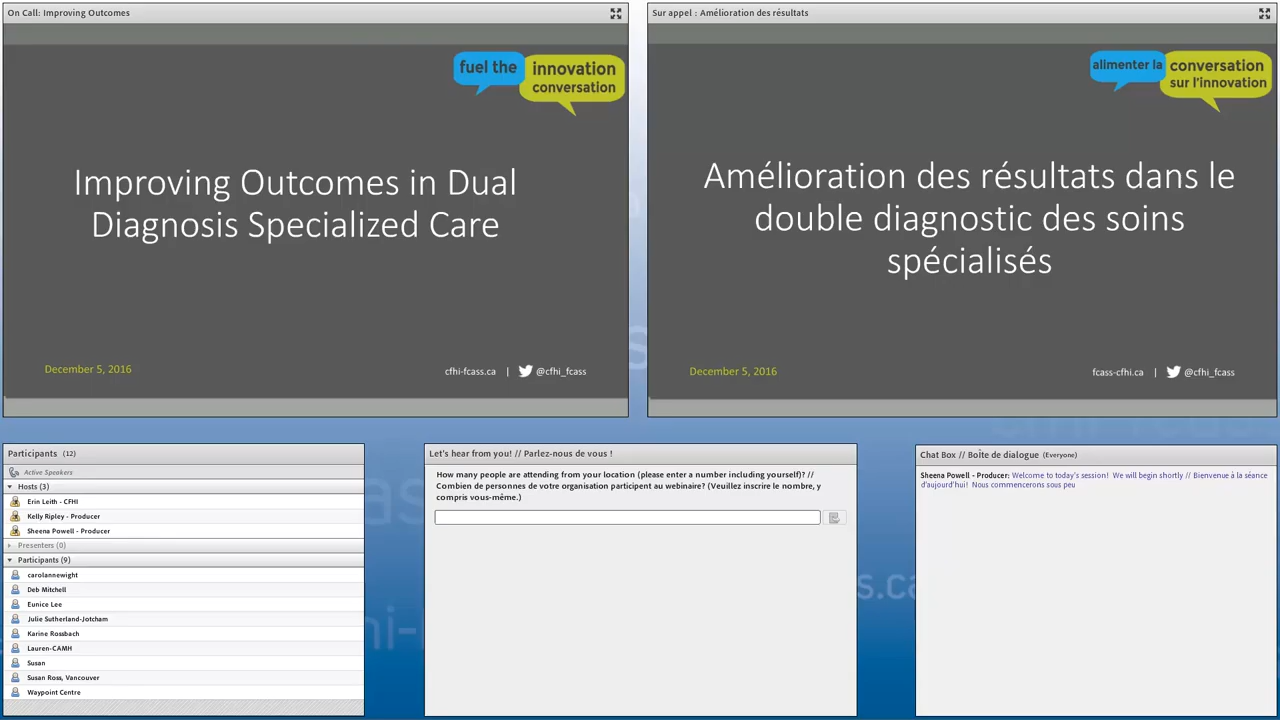 On Call: Improving Outcomes
fuel the
innovation
conversation
Improving Outcomes in Dual
Diagnosis Specialized Care
December 5, 2016
cfhi-fcass.ca | @cfhi_fcass
Sur appel : Amélioration des résultats
alimenter la
conversation
sur l'innovation
Amélioration des résultats dans le
double diagnostic des soins
spécialisés
December 5, 2016
fcass-cfhi.ca | @cfhi_fcass
Participants (12)
Active Speakers
Hosts (3)
Erin Leith - CFHI
Kelly Ripley - Producer
Sheena Powell - Producer
Presenters (0)
Participants (9)
carolannewight
Deb Mitchell
Eunice Lee
Julie Sutherland-Jotcham
Karine Rossbach
Lauren-CAMH
Susan
Susan Ross, Vancouver
Waypoint Centre
Let's hear from you! // Parlez-nous de vous !
How many people are attending from your location (please enter a number including yourself)? //
Combien de personnes de votre organisation participent au webinaire? (Veuillez inscrire le nombre, y
compris vous-même.)
Chat Box // Boîte de dialogue (Everyone)
Sheena Powell - Producer: Welcome to today's session! We will begin shortly // Bienvenue à la séance
d'aujourd'hui! Nous commencerons sous peu